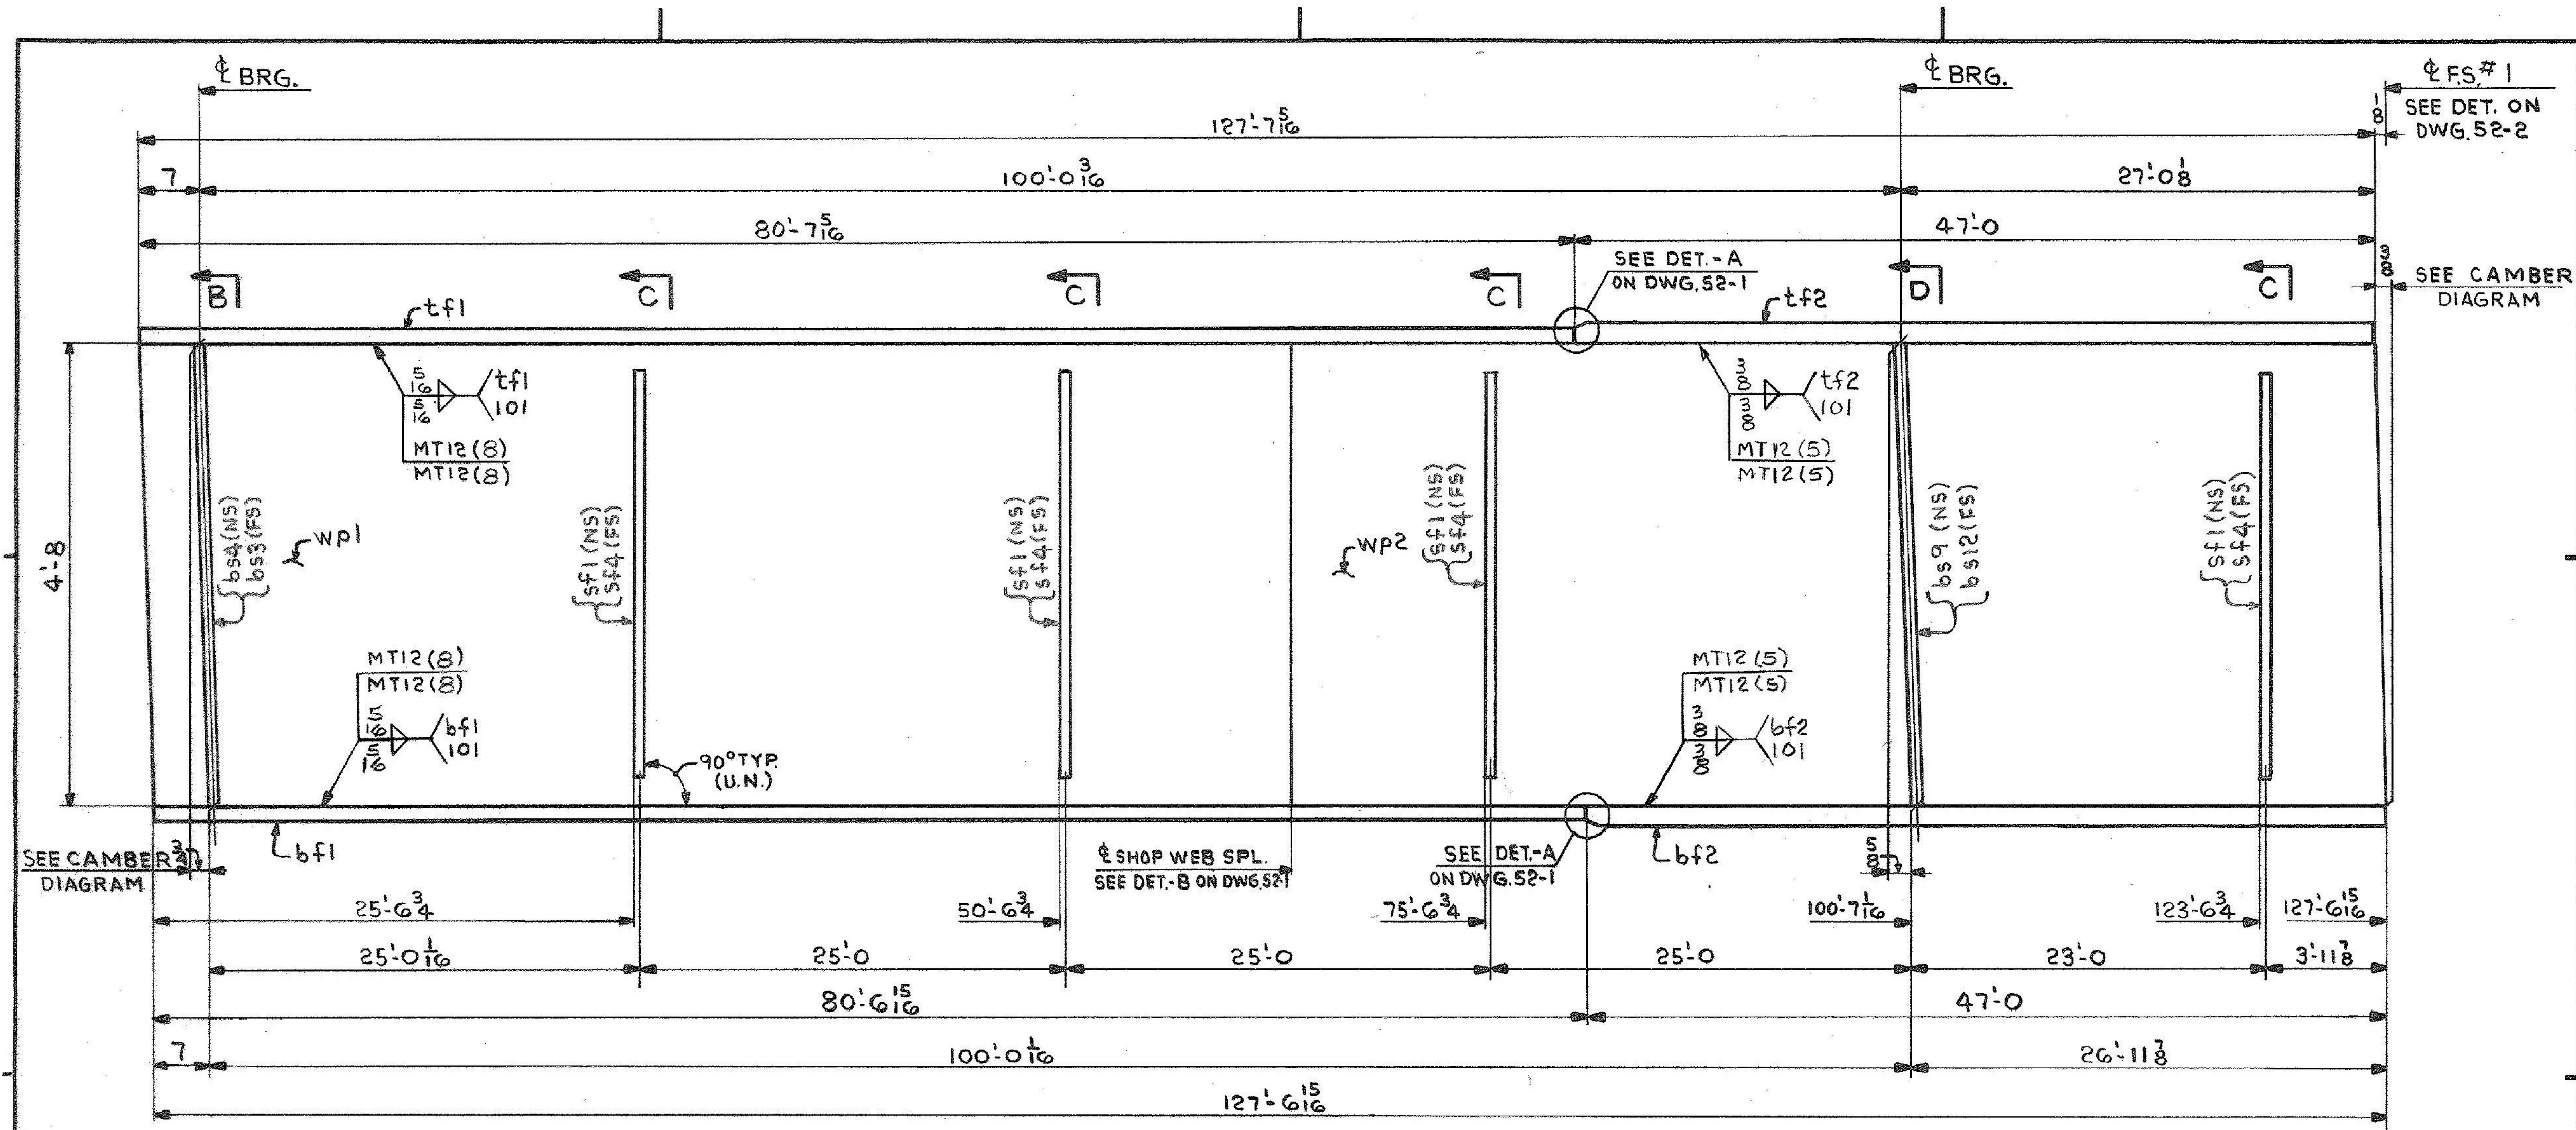 ℄ BRG.
℄ BRG.
℄ F.S.# 1
SEE DET. ON
DWG. 52-2
1/8
127'-7 5/16
7
100'-0 3/16
27'-0 1/8
80'-7 5/16
47'-0
SEE DET.-A
ON DWG. 52-1
3/8
SEE CAMBER
DIAGRAM
B
C
C
C
D
C
tf1
tf2
5/16
5/16
tf1
101
MT12(8)
MT12(8)
3/8
3/8
tf2
101
MT12(5)
MT12(5)
4'-8
bs4(NS)
bs3(FS)
wp1
sf1(NS)
sf4(FS)
sf1(NS)
sf4(FS)
wp2
sf1(NS)
sf4(FS)
bs9(NS)
bs12(FS)
sf1(NS)
sf4(FS)
MT12(8)
MT12(8)
5/16
5/16
bf1
101
90° TYP.
(U.N.)
MT12(5)
MT12(5)
3/8
3/8
bf2
101
SEE CAMBER
DIAGRAM
3/4
bf1
℄ SHOP WEB SPL.
SEE DET.-B ON DWG. 52-1
SEE DET.-A
ON DWG. 52-1
bf2
5/8
25'-6 3/4
50'-6 3/4
75'-6 3/4
100'-7 1/16
123'-6 3/4
127'-6 15/16
25'-0 1/16
25'-0
25'-0
25'-0
23'-0
3'-11 7/8
80'-6 15/16
47'-0
7
100'-0 1/16
26'-11 7/8
127'-6 15/16